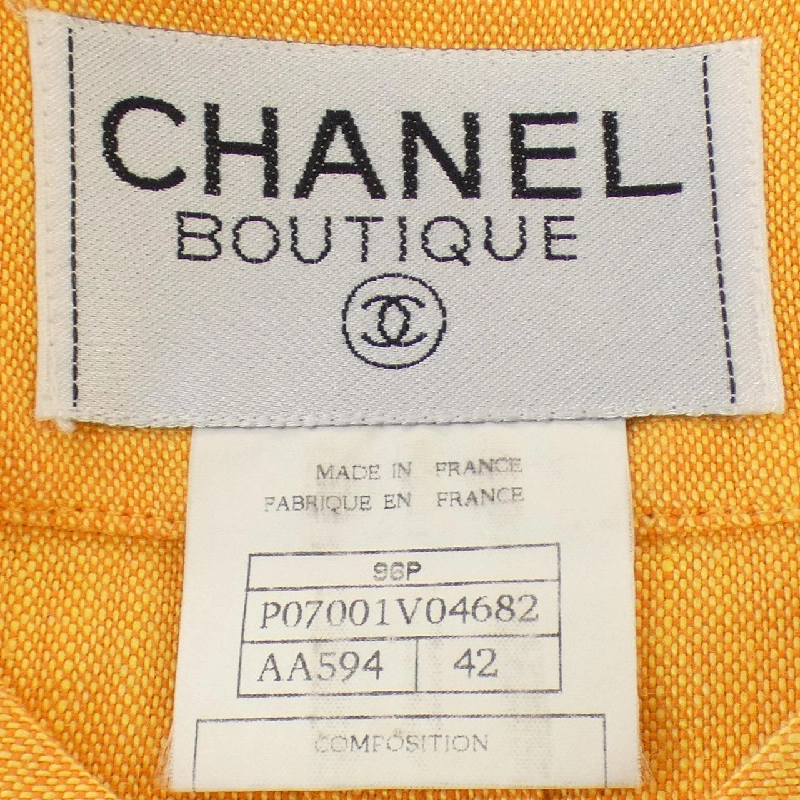 CHANEL
BOUTIQUE
MADE IN FRANCE
FABRIQUE EN FRANCE
96P
P07001V04682
AA594 42
COMPOSITION